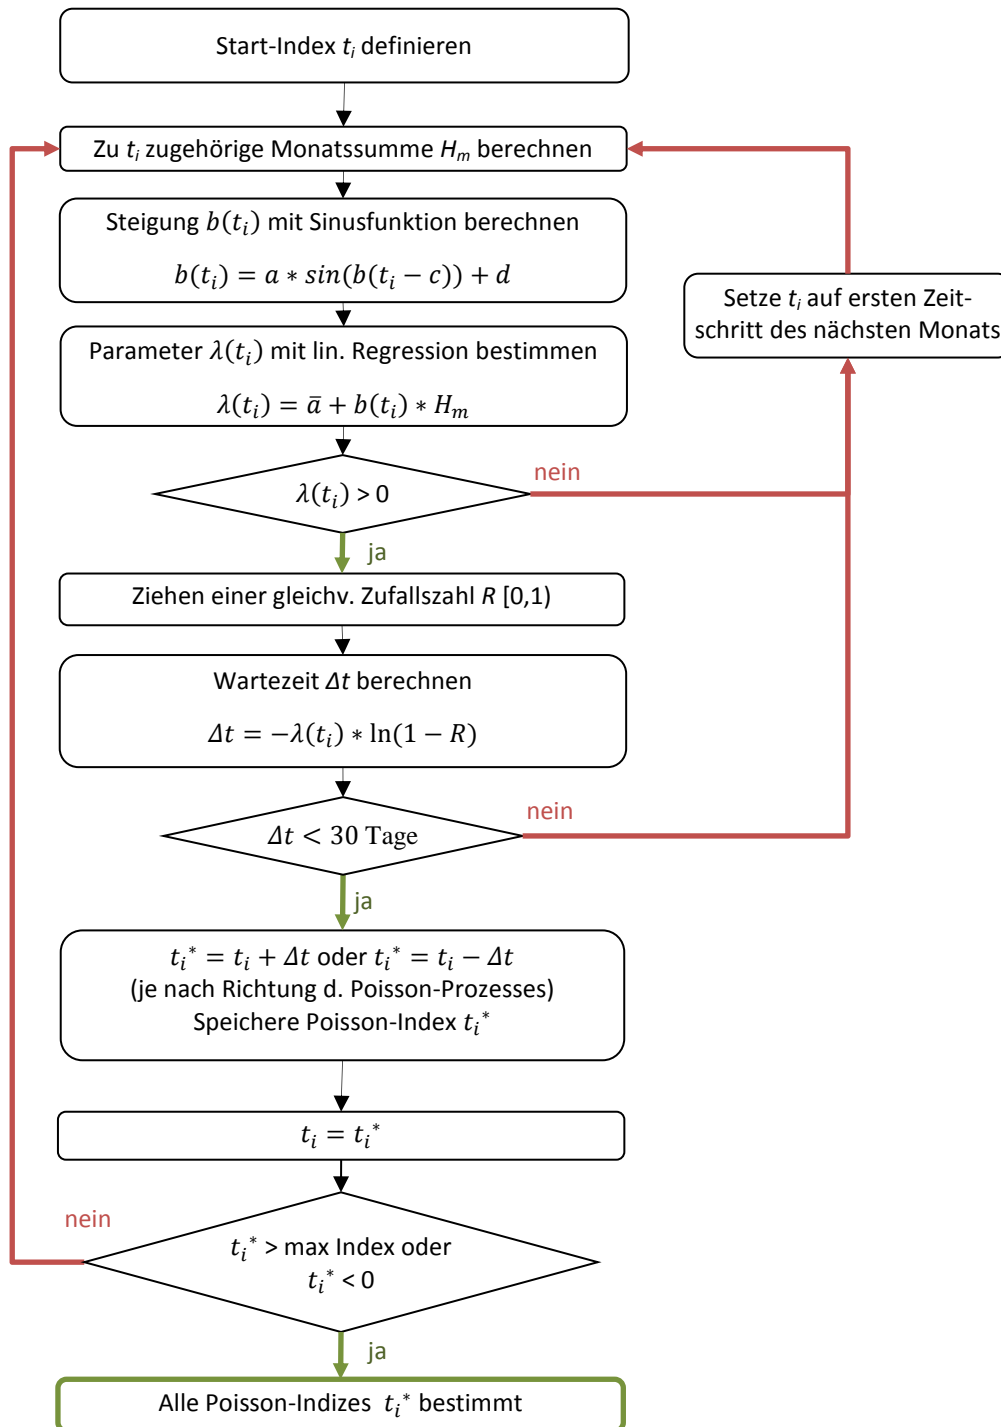 Start-Index tᵢ definieren
Zu tᵢ zugehörige Monatssumme Hₘ berechnen
Steigung b(tᵢ) mit Sinusfunktion berechnen
b(tᵢ) = a * sin(b(tᵢ − c)) + d
Setze tᵢ auf ersten Zeit-
schritt des nächsten Monats
Parameter λ(tᵢ) mit lin. Regression bestimmen
λ(tᵢ) = ā + b(tᵢ) * Hₘ
λ(tᵢ) > 0
nein
ja
Ziehen einer gleichv. Zufallszahl R [0,1)
Wartezeit Δt berechnen
Δt = −λ(tᵢ) * ln(1 − R)
Δt < 30 Tage
nein
ja
tᵢ* = tᵢ + Δt oder tᵢ* = tᵢ − Δt
(je nach Richtung d. Poisson-Prozesses)
Speichere Poisson-Index tᵢ*
tᵢ = tᵢ*
nein
tᵢ* > max Index oder
tᵢ* < 0
ja
Alle Poisson-Indizes tᵢ* bestimmt